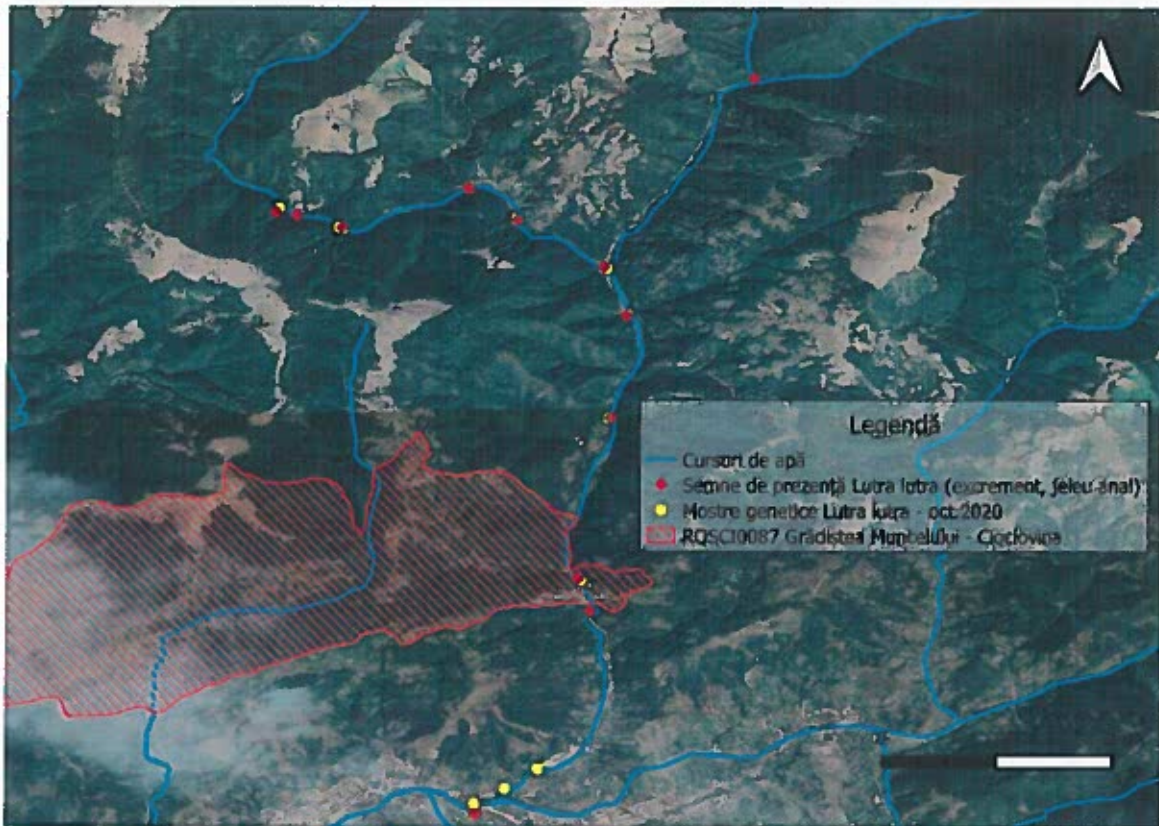 Legendă
Cursuri de apă
Semne de prezență Lutra lutra (excrement, jeleu anal)
Mostre genetice Lutra lutra - oct.2020
ROSCI0087 Grădiștea Muncelului - Cioclovina